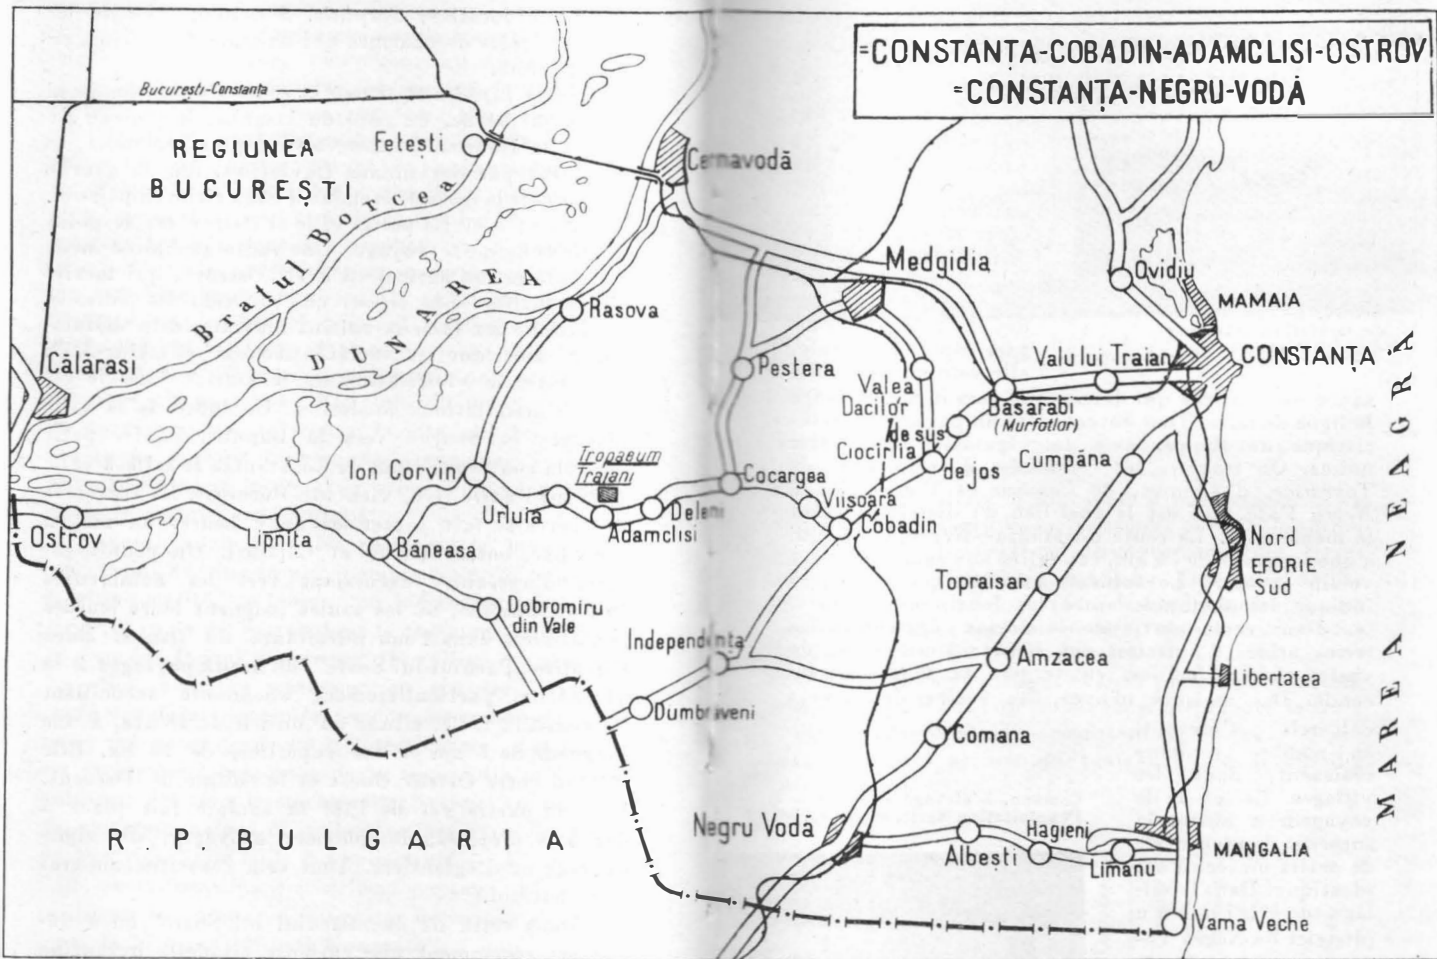 =CONSTANȚA-COBADIN-ADAMCLISI-OSTROV
=CONSTANȚA-NEGRU-VODĂ
București-Constanța
REGIUNEA
BUCUREȘTI
Fetești
Cernavodă
Brațul Borcea
DUNAREA
Medgidia
Ovidiu
MAMAIA
Rasova
Călărași
Pestera
Valea
Dacilor
Valu lui Traian
CONSTANȚA
Basarabi
(Murfatlar)
de sus
Ciocîrlia
de jos
Cumpăna
MAREA NEAGRĂ
Ion Corvin
Tropaeum
Traiani
Cocargea
Viișoara
Cobadin
Urluia
Deleni
Adamclisi
Ostrov
Lipnița
Băneasa
Nord
EFORIE
Sud
Topraisar
Dobromiru
din Vale
Independența
Amzacea
Libertatea
Dumbrăveni
Comana
Negru Vodă
R. P. BULGARIA
Albești
Hagieni
Limanu
MANGALIA
Vama Veche